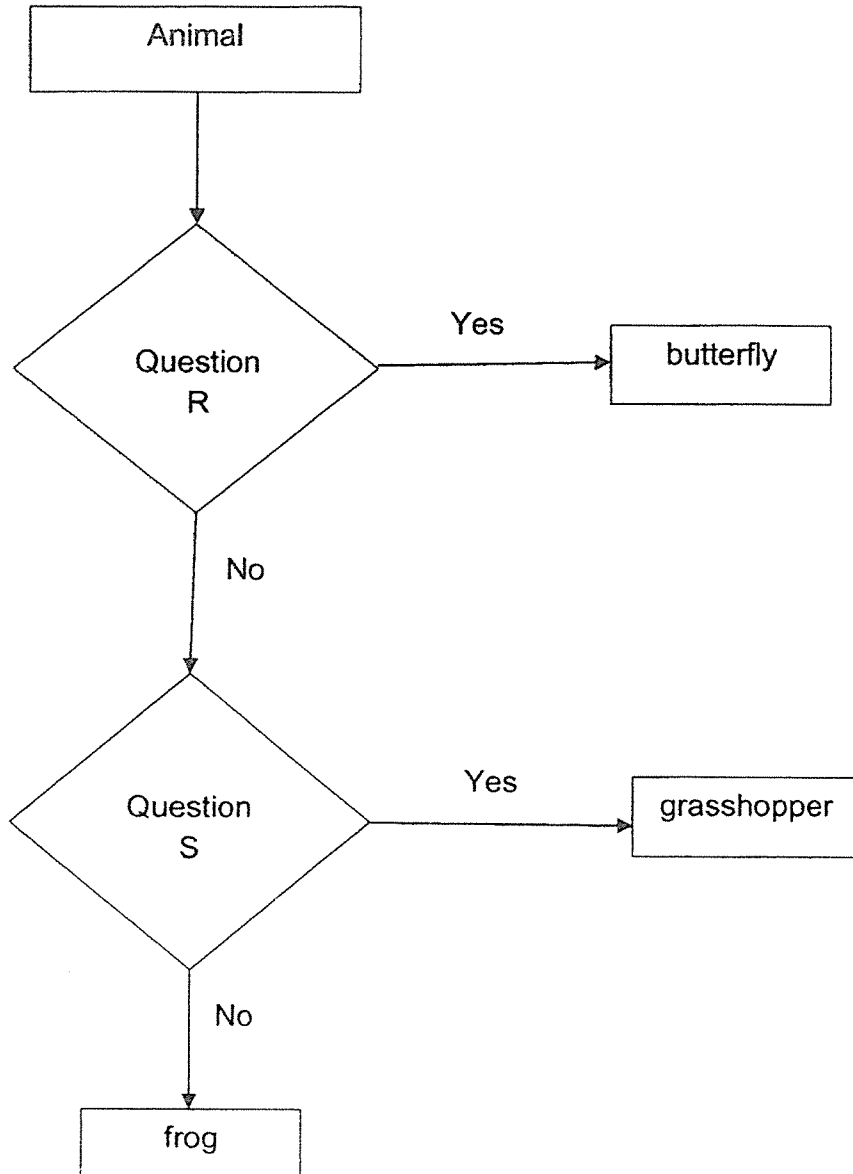 Animal
Question
R
Yes
butterfly
No
Question
S
Yes
grasshopper
No
frog